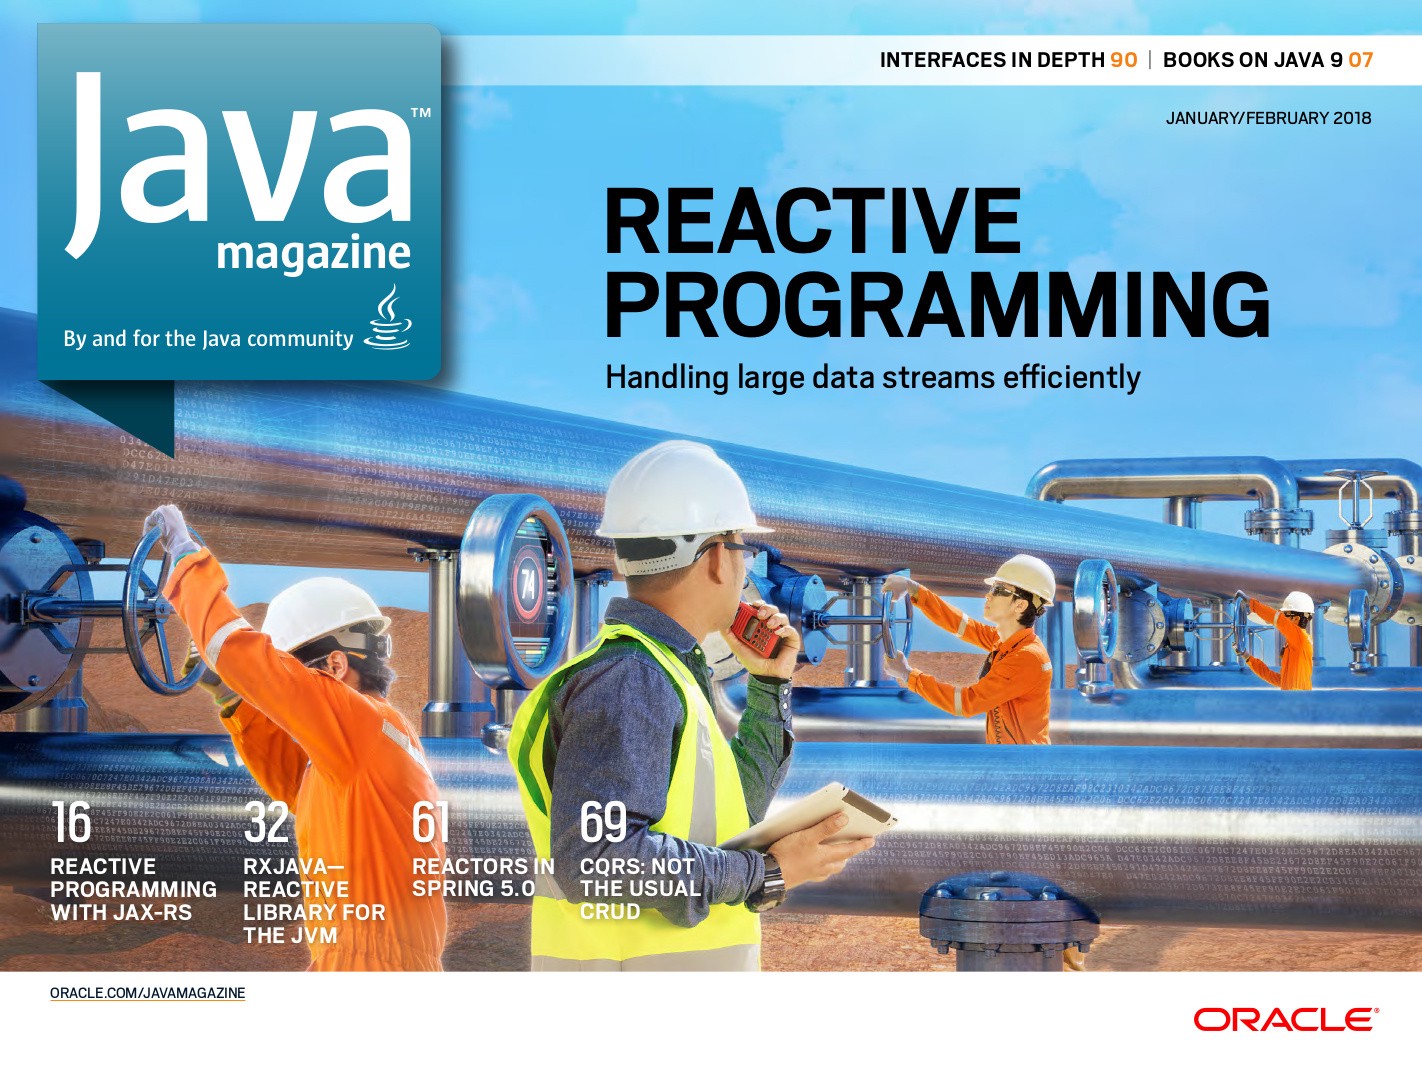 INTERFACES IN DEPTH 90 | BOOKS ON JAVA 9 07
JANUARY/FEBRUARY 2018
Java™
magazine
By and for the Java community
REACTIVE
PROGRAMMING
Handling large data streams efficiently
74
16
REACTIVE
PROGRAMMING
WITH JAX-RS
32
RXJAVA—
REACTIVE
LIBRARY FOR
THE JVM
61
REACTORS IN
SPRING 5.0
69
CQRS: NOT
THE USUAL
CRUD
ORACLE.COM/JAVAMAGAZINE
ORACLE®